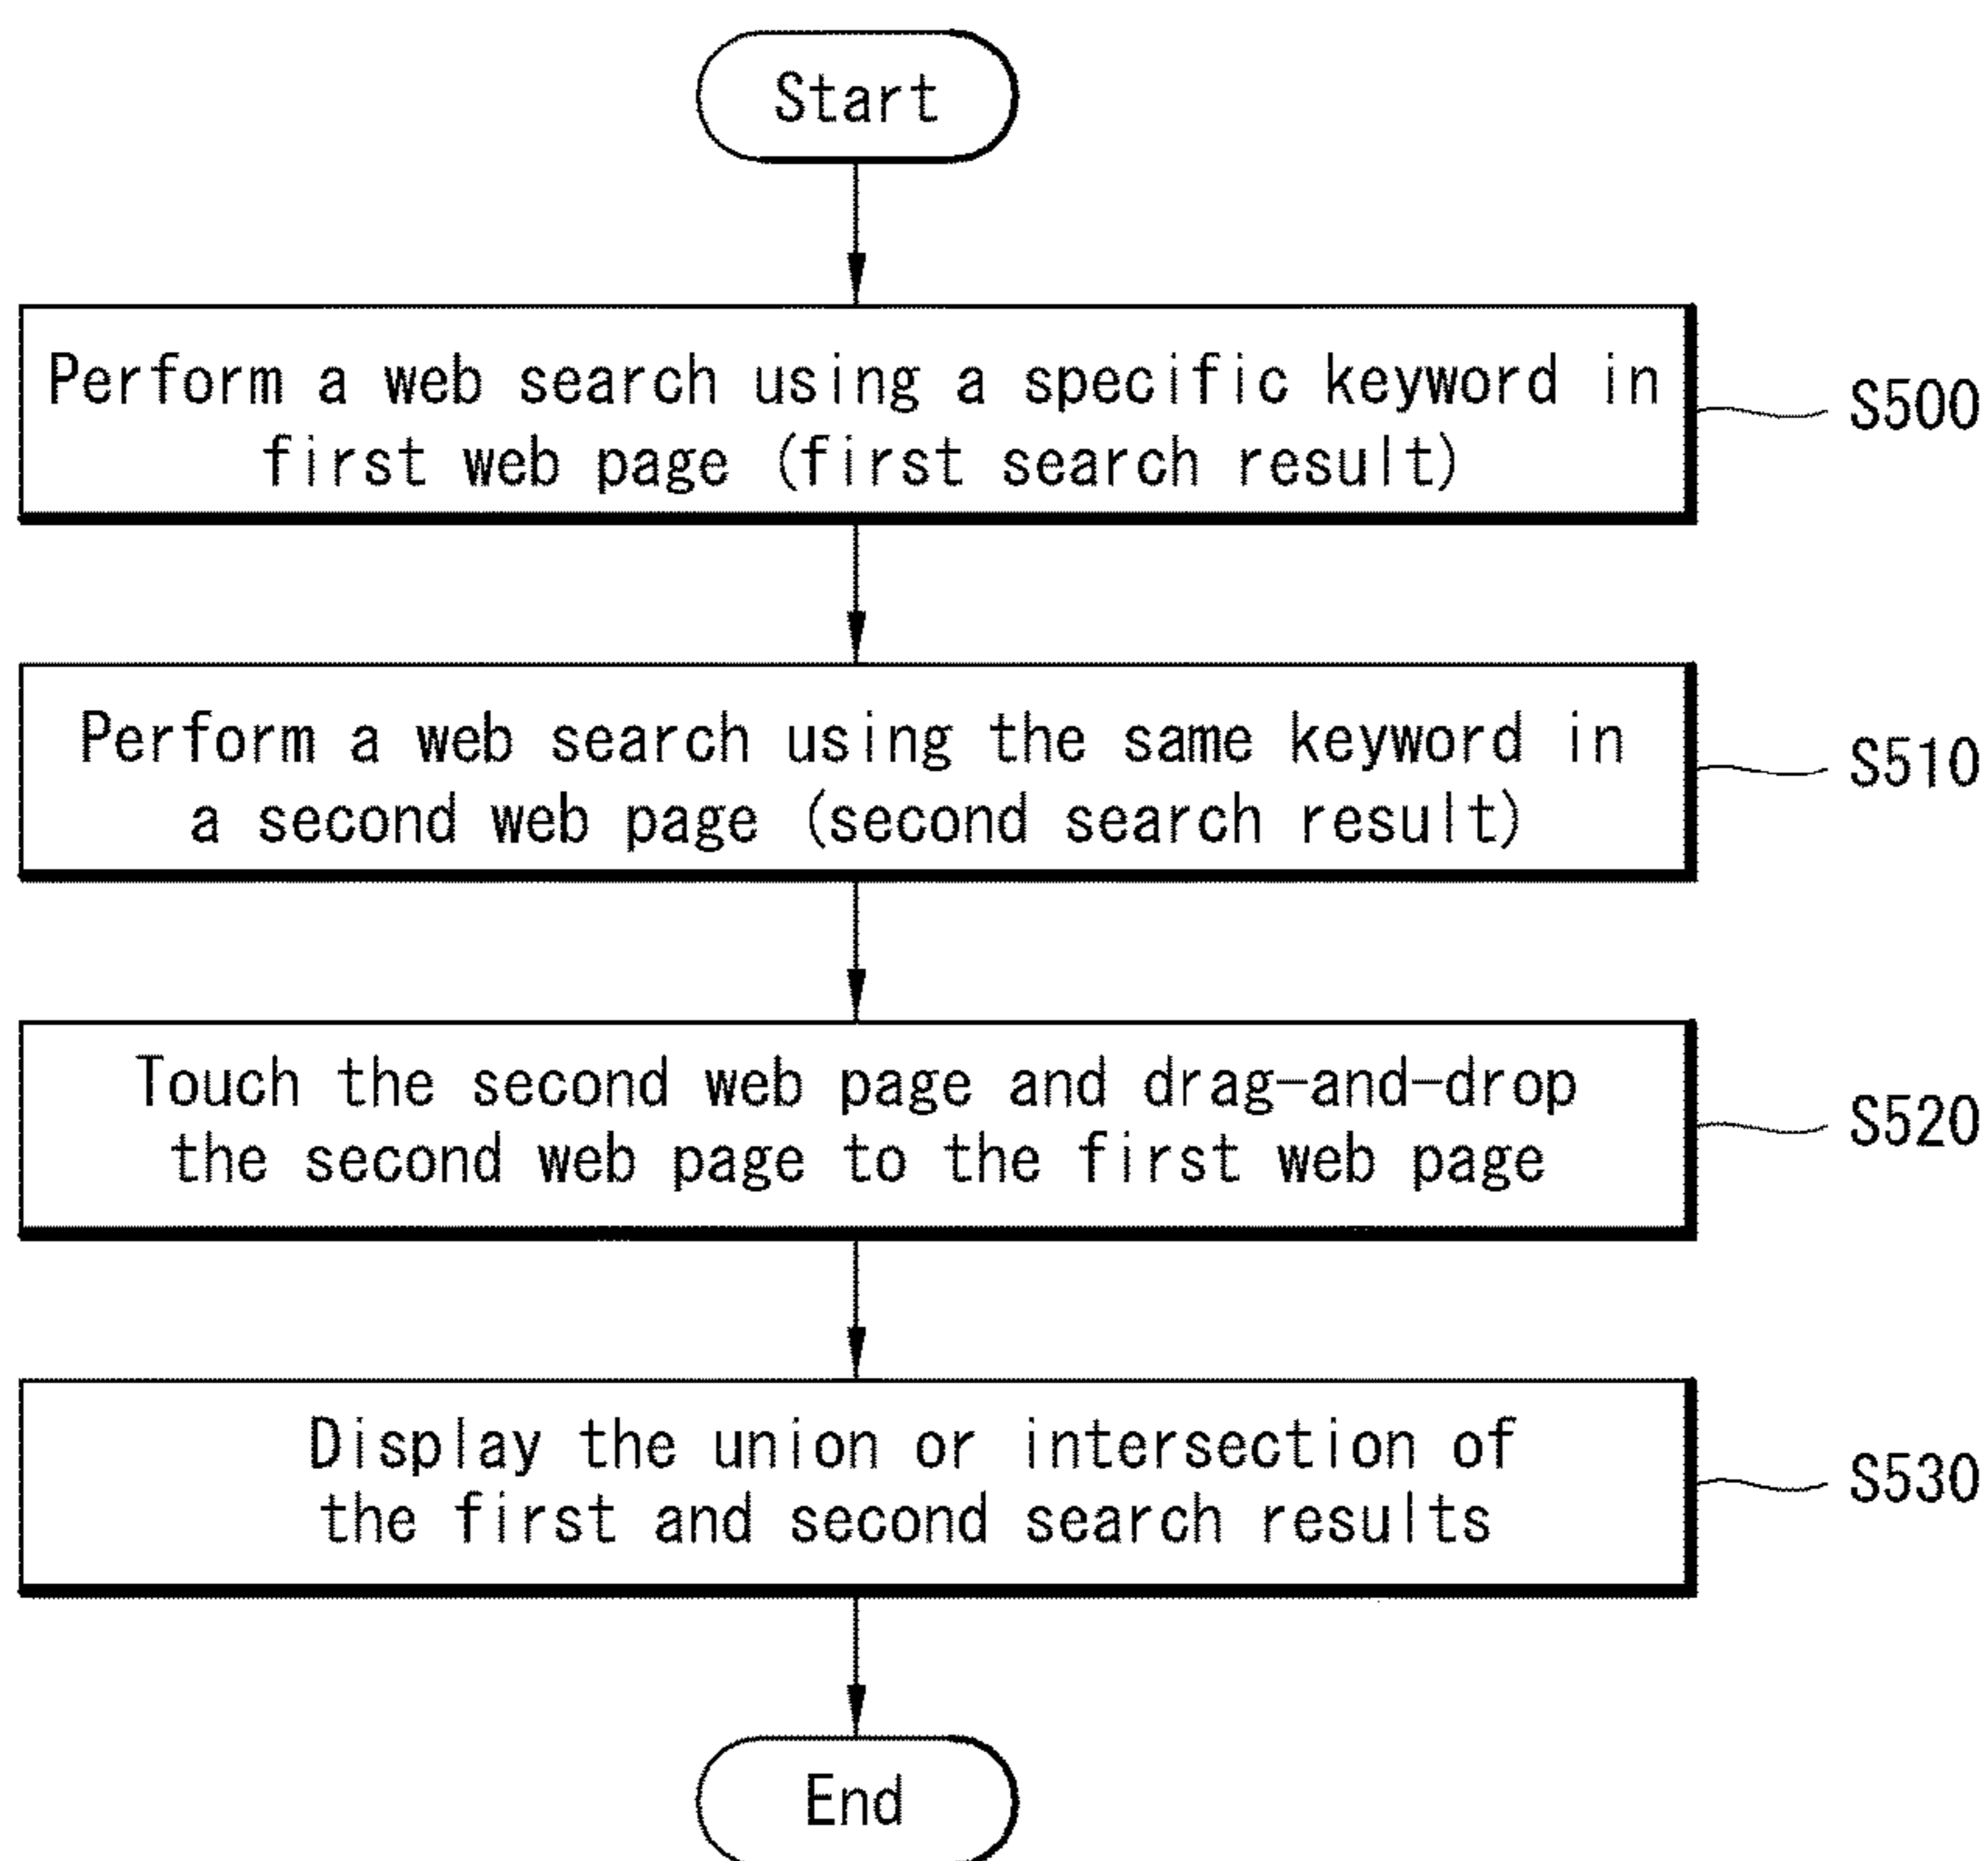 Start
Perform a web search using a specific keyword in
first web page (first search result)
S500
Perform a web search using the same keyword in
a second web page (second search result)
S510
Touch the second web page and drag-and-drop
the second web page to the first web page
S520
Display the union or intersection of
the first and second search results
S530
End